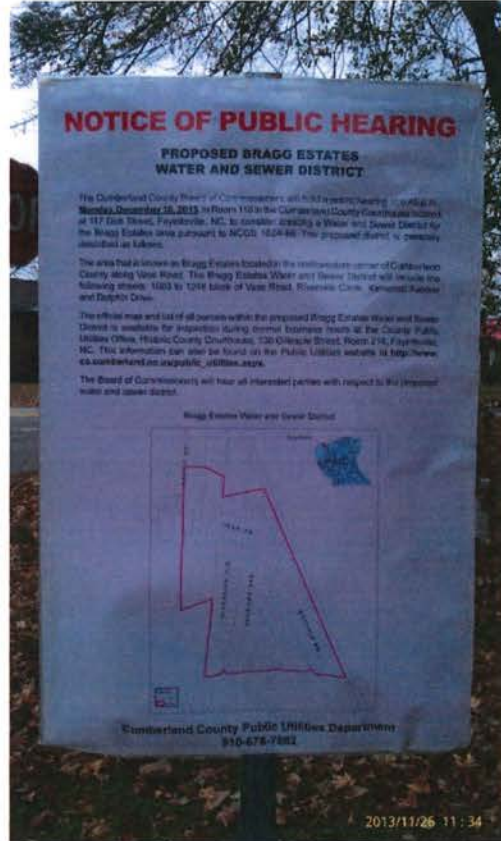 NOTICE OF PUBLIC HEARING
PROPOSED BRAGG ESTATES
WATER AND SEWER DISTRICT
The Cumberland County Board of Commissioners will hold a public hearing
Monday, December 16, 2013, in Room 118 in the Cumberland County Courthouse located
at 117 Dick Street, Fayetteville, NC, to consider creating a Water and Sewer District for
the Bragg Estates area pursuant to NCGS 162A-86. This proposed district is generally
described as follows:
The area that is known as Bragg Estates located in the northwestern corner of Cumberland
County along Vass Road. The Bragg Estates Water and Sewer District will include the
following streets: block of Vass Road, Riverside Circle, Avenue
and Dolphin Drive.
The official map and list of all parcels within the proposed Bragg Estates Water and Sewer
District is available for inspection during normal business hours at the County Public
Utilities Office, Historic County Courthouse, 130 Gillespie Street, Room 214, Fayetteville,
NC. This information can also be found on the Public Utilities website at http://www.
co.cumberland.nc.us/public_utilities.aspx.
The Board of Commissioners will hear all interested parties with respect to the proposed
water and sewer district.
Bragg Estates Water and Sewer District
Cumberland County Public Utilities Department
2013/11/26 11:34